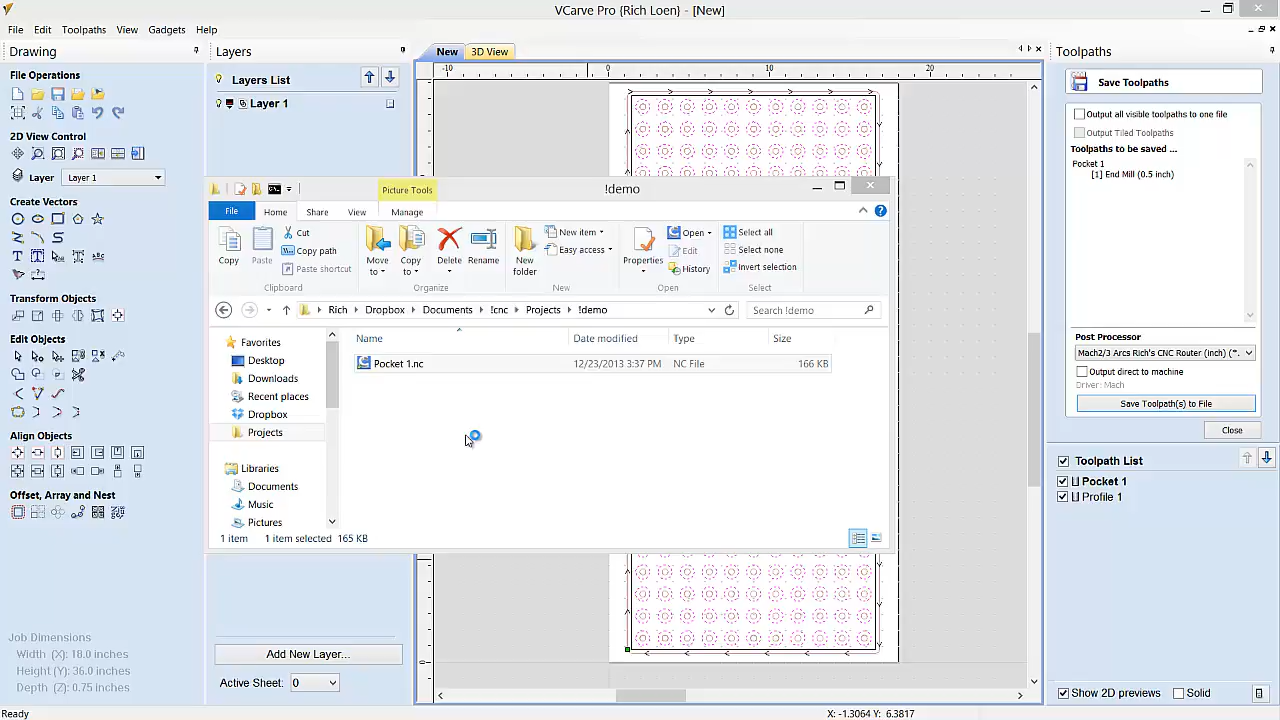 VCarve Pro {Rich Loen} - [New]
File Edit Toolpaths View Gadgets Help
Drawing
File Operations
2D View Control
Layer Layer 1
Create Vectors
Transform Objects
Edit Objects
Align Objects
Offset, Array and Nest
Job Dimensions
Width (X): 18.0 inches
Height (Y): 36.0 inches
Depth (Z): 0.75 inches
Ready
Layers
Layers List
Layer 1
Add New Layer...
Active Sheet: 0
New 3D View
-10 0 10 20
0
!demo
Picture Tools
File Home Share View Manage
Copy
Paste
Cut
Copy path
Paste shortcut
Clipboard
Move to
Copy to
Delete
Rename
Organize
New folder
New item
Easy access
New
Properties
Open
Edit
History
Open
Select all
Select none
Invert selection
Select
Rich Dropbox Documents !cnc Projects !demo
Search !demo
Favorites
Desktop
Downloads
Recent places
Dropbox
Projects
Libraries
Documents
Music
Pictures
Name Date modified Type Size
Pocket 1.nc 12/23/2013 3:37 PM NC File 166 KB
1 item 1 item selected 165 KB
Toolpaths
Save Toolpaths
Output all visible toolpaths to one file
Output Tiled Toolpaths
Toolpaths to be saved ...
Pocket 1
[1] End Mill (0.5 inch)
Post Processor
Mach2/3 Arcs Rich's CNC Router (inch) (*.
Output direct to machine
Driver: Mach
Save Toolpath(s) to File
Close
Toolpath List
Pocket 1
Profile 1
Show 2D previews Solid
X: -1.3064 Y: 6.3817